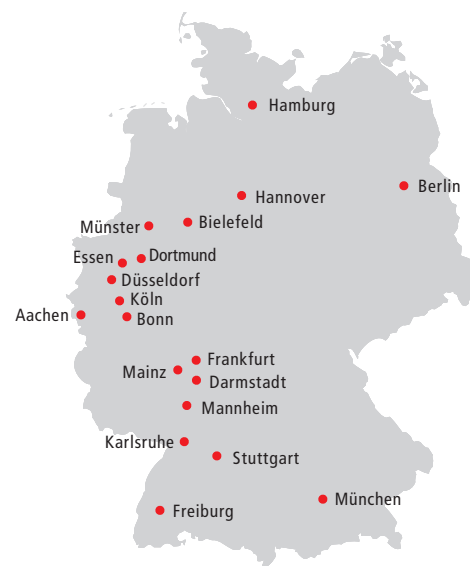 Hamburg
Berlin
Hannover
Bielefeld
Münster
Dortmund
Essen
Düsseldorf
Köln
Aachen
Bonn
Frankfurt
Mainz
Darmstadt
Mannheim
Karlsruhe
Stuttgart
München
Freiburg